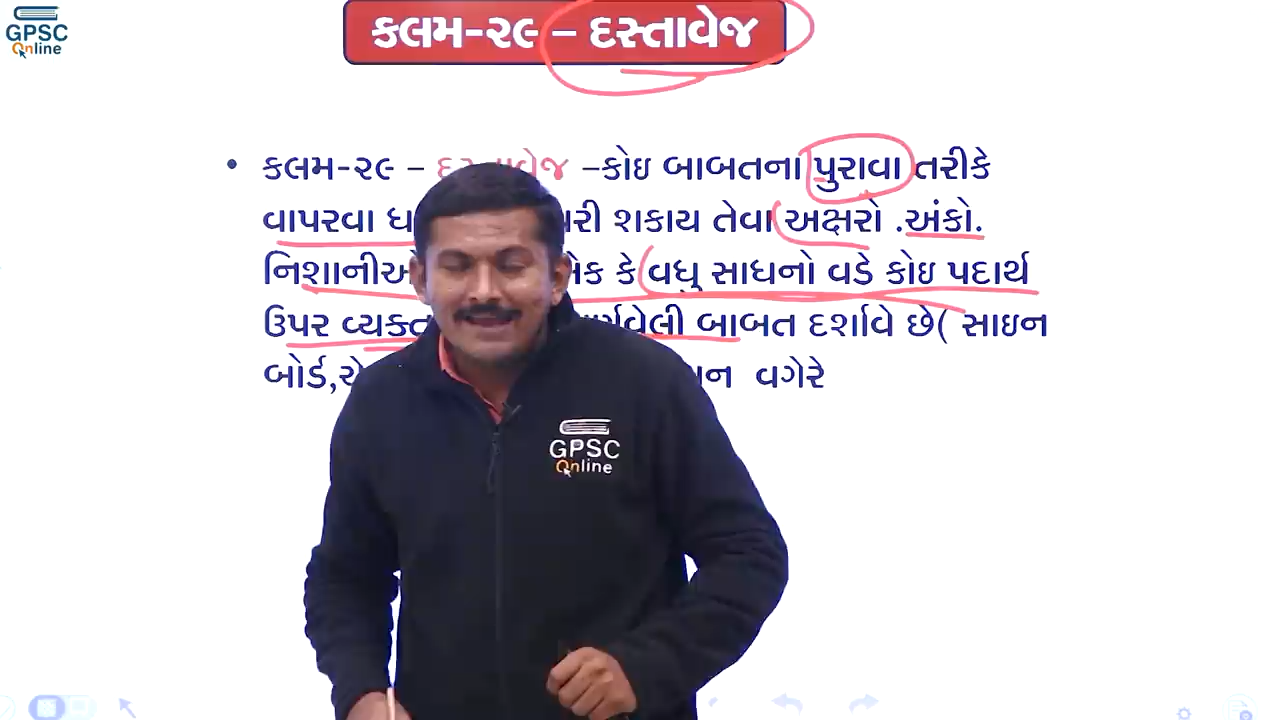 GPSC
Online
કલમ-૨૯ – દસ્તાવેજ
• કલમ-૨૯ – દસ્તાવેજ –કોઇ બાબતના પુરાવા તરીકે
વાપરવા શકાય તેવા અક્ષરો .અંકો.
કે વધુ સાધનો વડે કોઇ પદાર્થ
ઉપર બાબત દર્શાવે છે( સાઇન
બોર્ડ, વગેરે
GPSC
Online